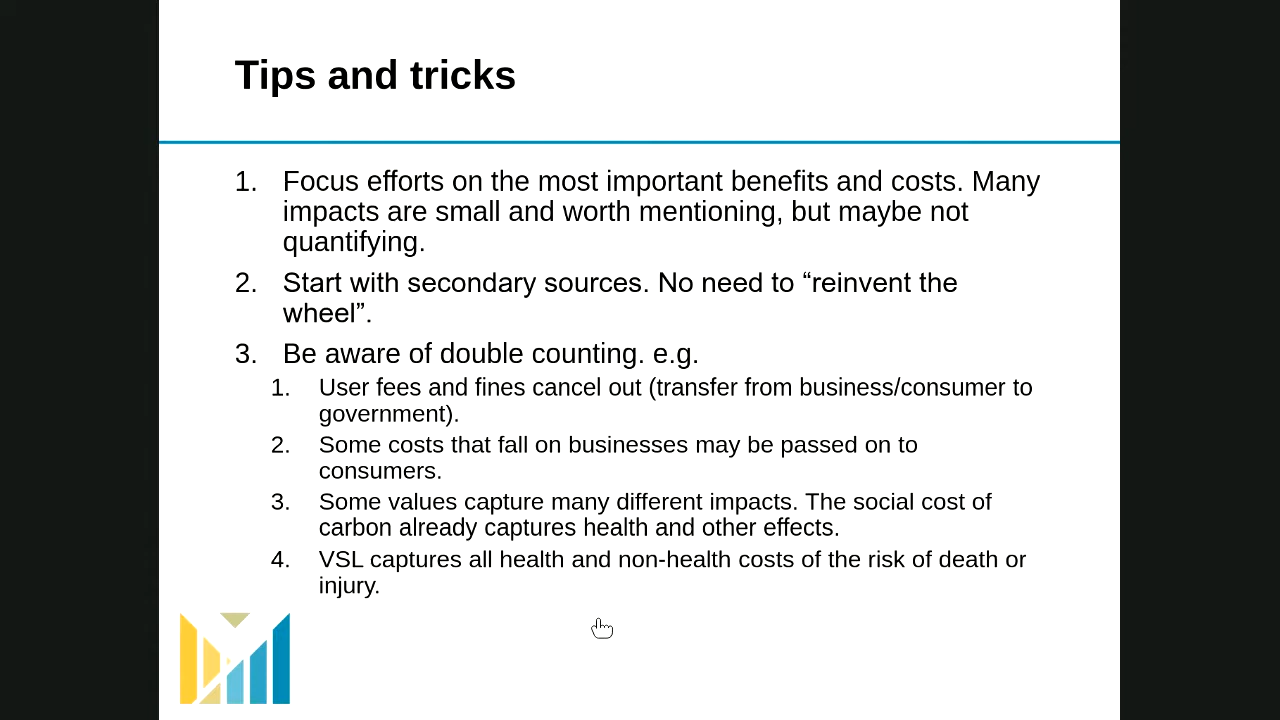 Tips and tricks
1. Focus efforts on the most important benefits and costs. Many
impacts are small and worth mentioning, but maybe not
quantifying.
2. Start with secondary sources. No need to “reinvent the
wheel”.
3. Be aware of double counting. e.g.
1. User fees and fines cancel out (transfer from business/consumer to
government).
2. Some costs that fall on businesses may be passed on to
consumers.
3. Some values capture many different impacts. The social cost of
carbon already captures health and other effects.
4. VSL captures all health and non-health costs of the risk of death or
injury.